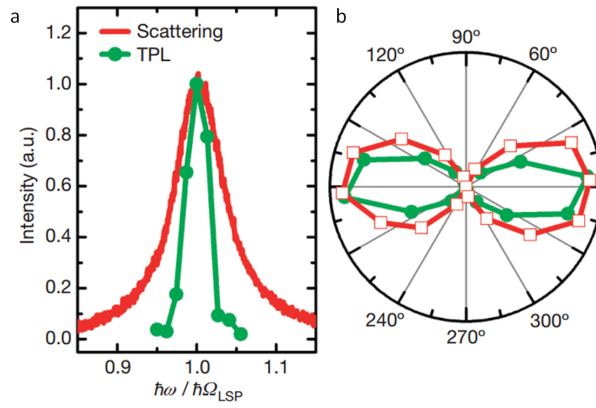 a
Scattering
TPL
Intensity (a.u.)
1.2
1.0
0.8
0.6
0.4
0.2
0.0
0.9
1.0
1.1
ħω / ħΩLSP
b
90º
120º
60º
240º
300º
270º